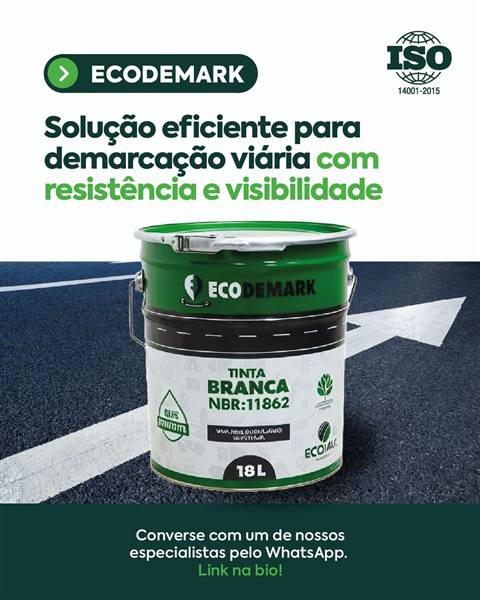 ECODEMARK
ISO
14001-2015
Solução eficiente para
demarcação viária com
resistência e visibilidade
ECODEMARK
TINTA
BRANCA
NBR:11862
18 L
Converse com um de nossos
especialistas pelo WhatsApp.
Link na bio!